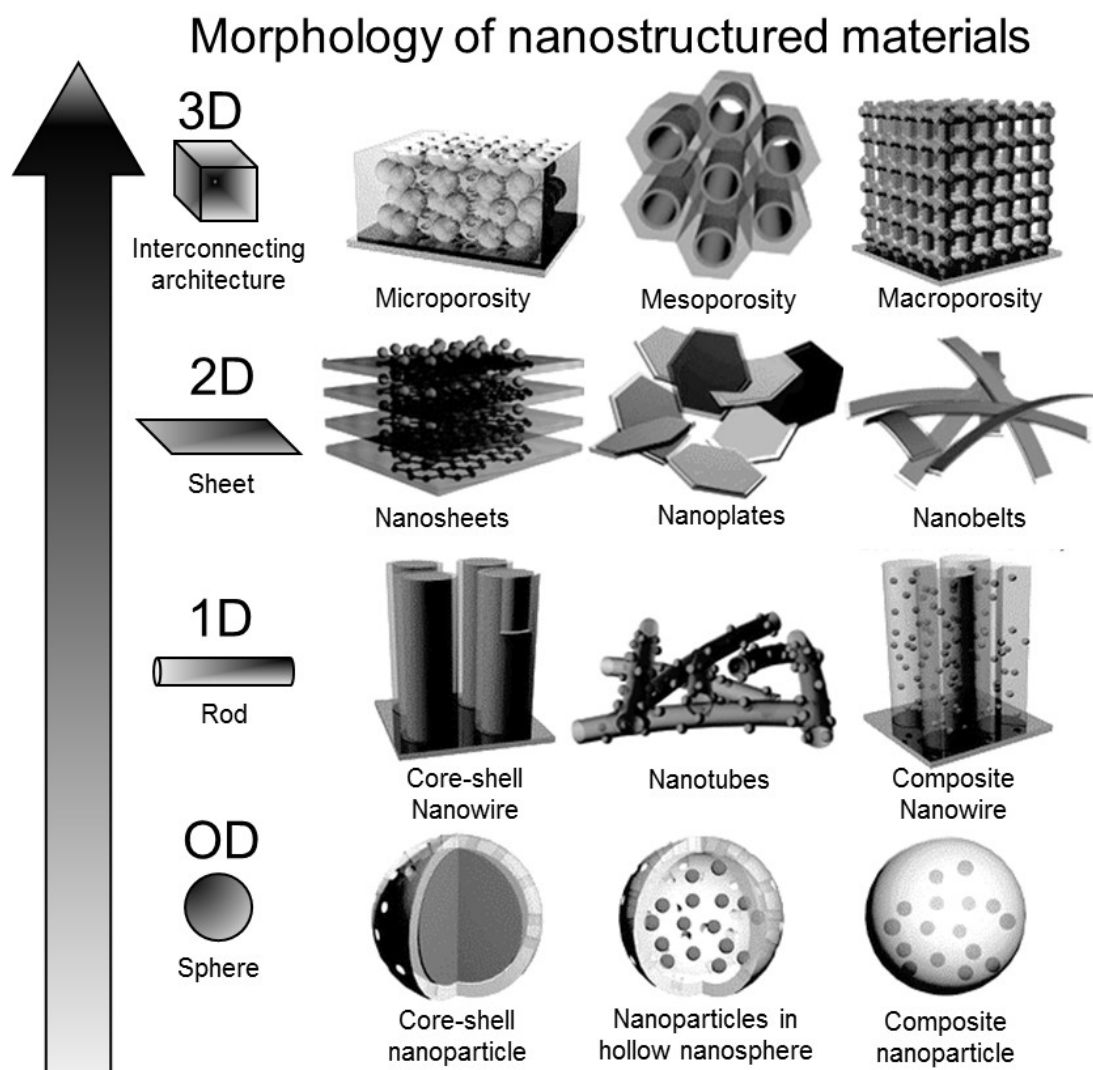 Morphology of nanostructured materials
3D
Interconnecting
architecture
Microporosity
Mesoporosity
Macroporosity
2D
Sheet
Nanosheets
Nanoplates
Nanobelts
1D
Rod
Core-shell
Nanowire
Nanotubes
Composite
Nanowire
OD
Sphere
Core-shell
nanoparticle
Nanoparticles in
hollow nanosphere
Composite
nanoparticle